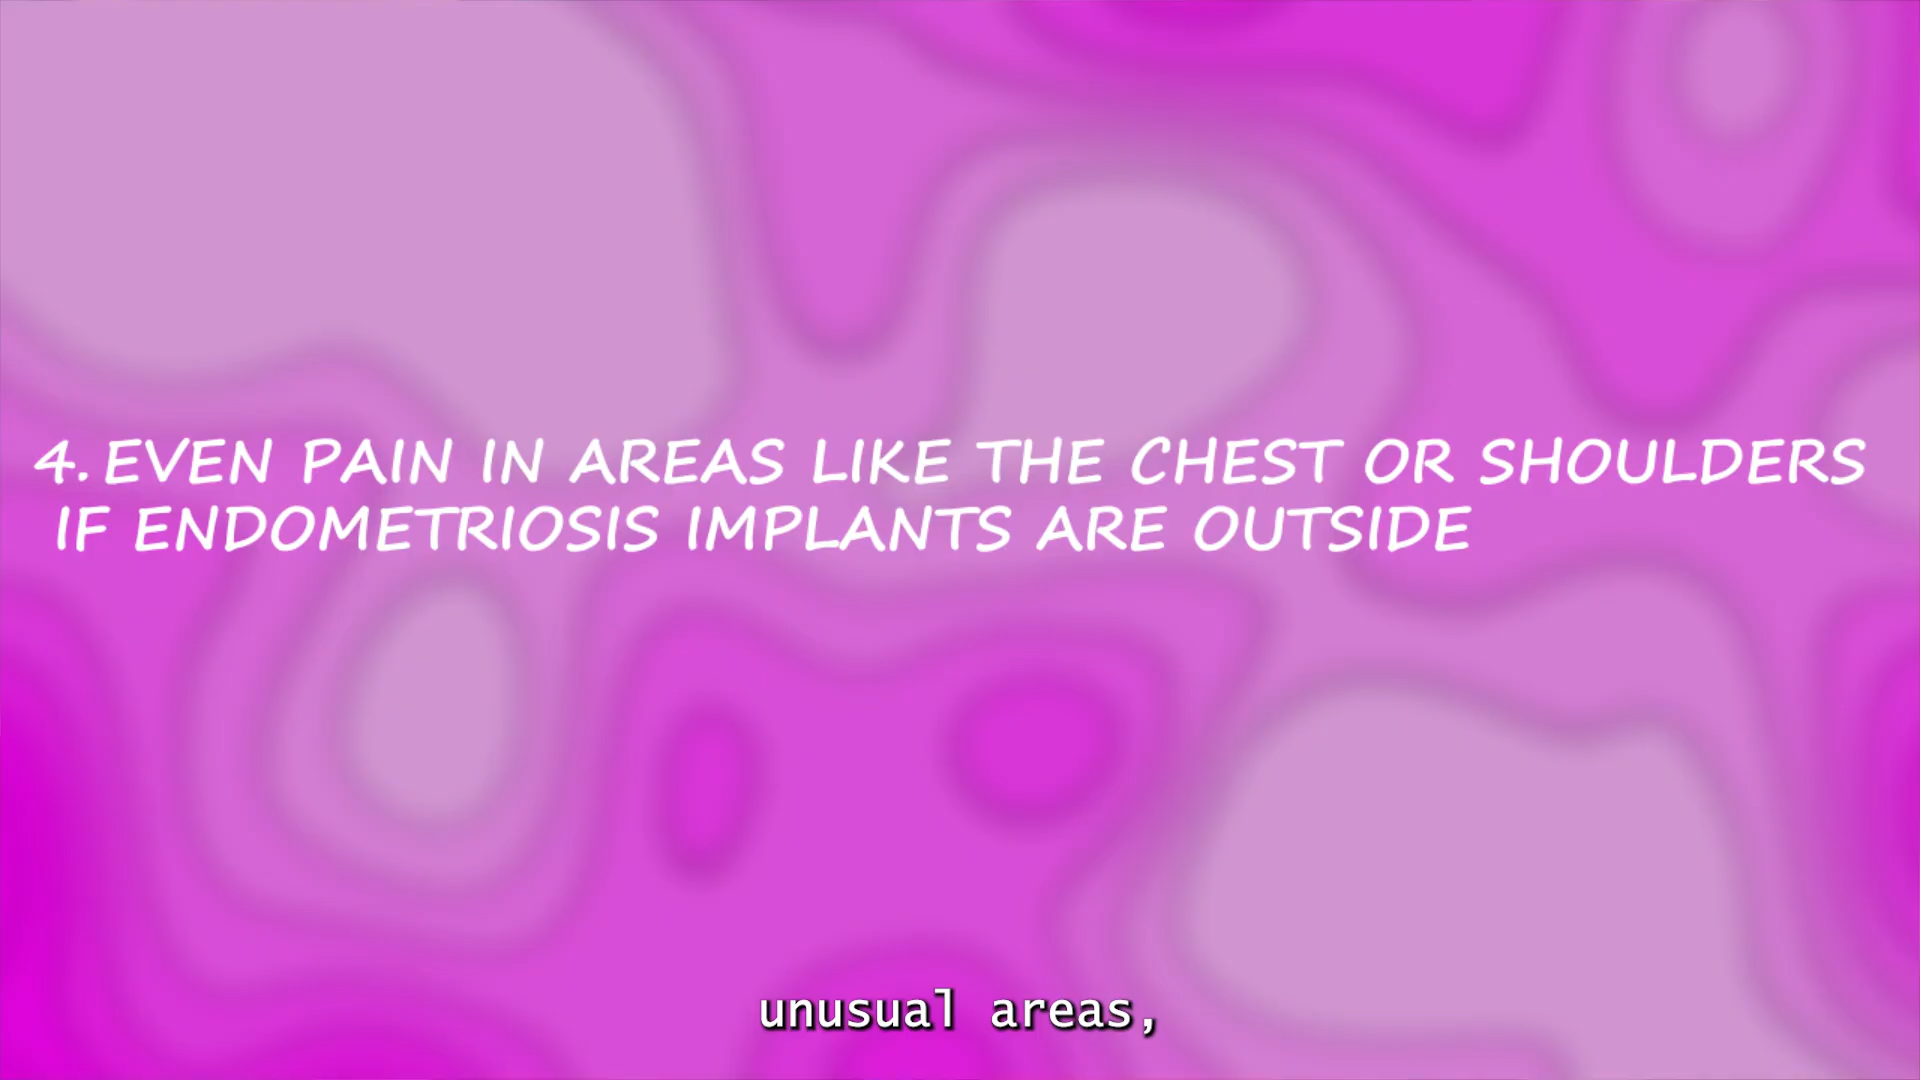 4. EVEN PAIN IN AREAS LIKE THE CHEST OR SHOULDERS
IF ENDOMETRIOSIS IMPLANTS ARE OUTSIDE
unusual areas,